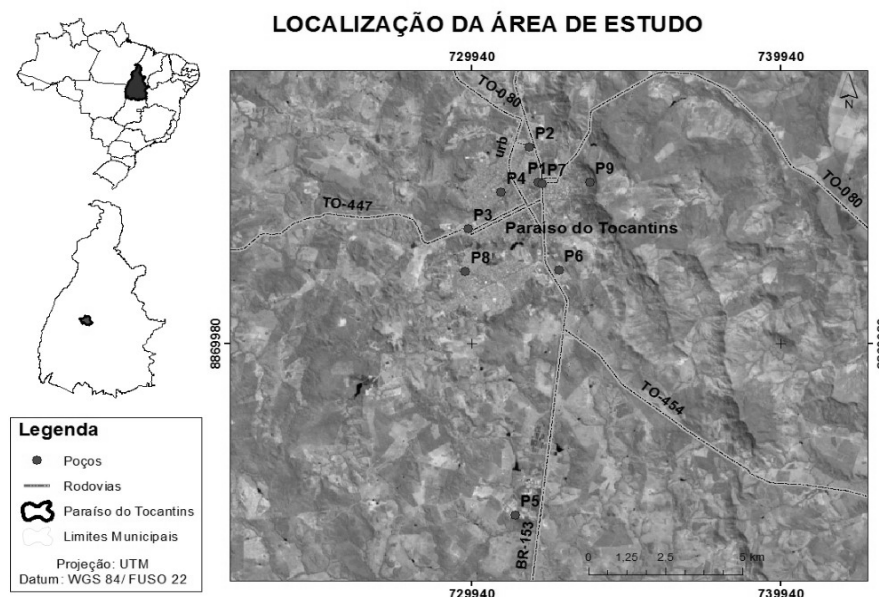 LOCALIZAÇÃO DA ÁREA DE ESTUDO
729940
739940
TO-080
N
P2
urb
P1
P7
P9
P4
TO-080
TO-447
P3
Paraíso do Tocantins
P8
P6
8869980
TO-454
P5
BR-153
0 1,25 2.5 5 km
729940
739940
Legenda
Poços
Rodovias
Paraíso do Tocantins
Limites Municipais
Projeção: UTM
Datum: WGS 84/ FUSO 22